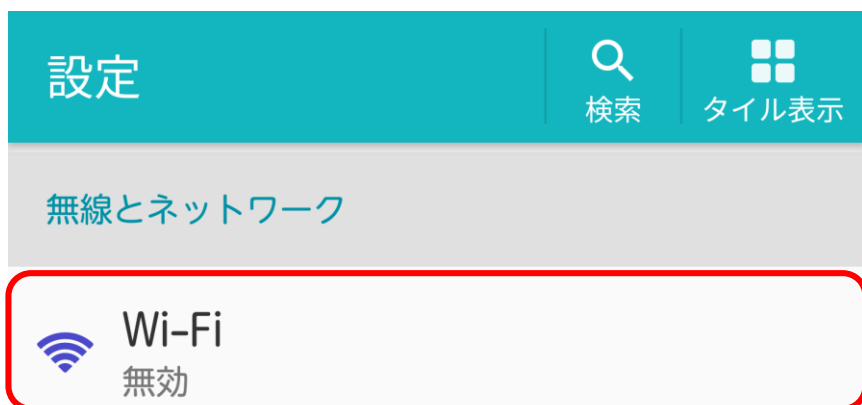 設定
検索
タイル表示
無線とネットワーク
Wi-Fi
無効